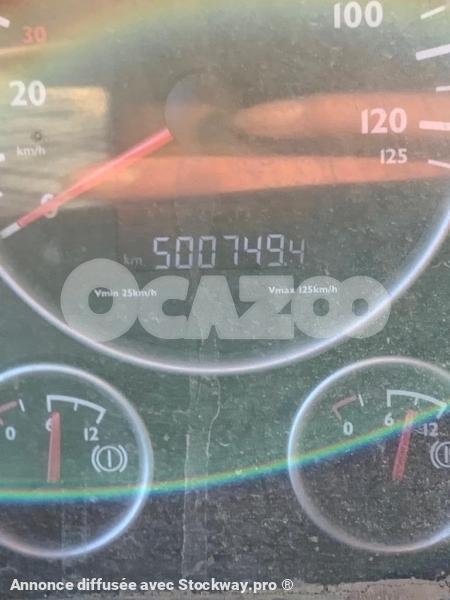 100
30
20
120
km/h
125
0
km 500749.4
Vmin 25km/h
Vmax 125km/h
OCAZOO
6
6
0
12
0
12
Annonce diffusée avec Stockway.pro ®